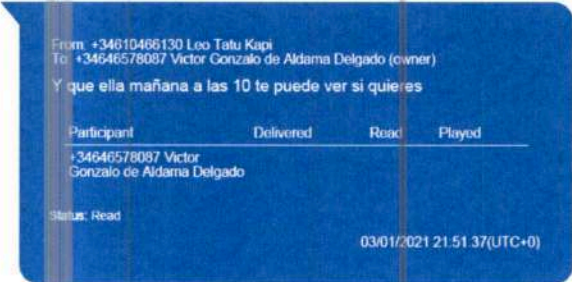 From: +34610466130 Leo Tatu Kapi
To: +34646578087 Victor Gonzalo de Aldama Delgado (owner)
Y que ella mañana a las 10 te puede ver si quieres
Participant Delivered Read Played
+34646578087 Victor
Gonzalo de Aldama Delgado
Status: Read
03/01/2021 21:51:37(UTC+0)